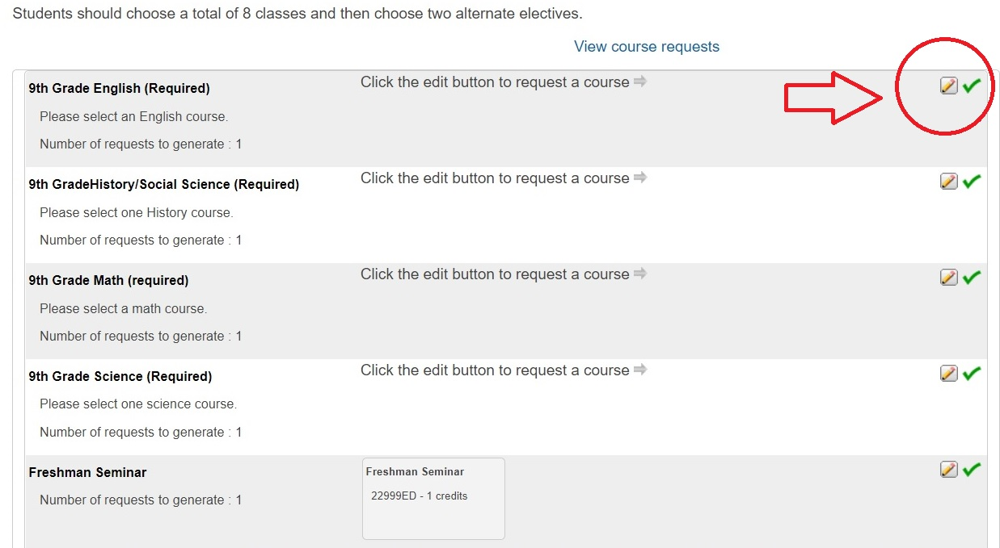 Students should choose a total of 8 classes and then choose two alternate electives.
View course requests
9th Grade English (Required)
Click the edit button to request a course
Please select an English course.
Number of requests to generate : 1
9th GradeHistory/Social Science (Required)
Click the edit button to request a course
Please select one History course.
Number of requests to generate : 1
9th Grade Math (required)
Click the edit button to request a course
Please select a math course.
Number of requests to generate : 1
9th Grade Science (Required)
Click the edit button to request a course
Please select one science course.
Number of requests to generate : 1
Freshman Seminar
Number of requests to generate : 1
Freshman Seminar
22999ED - 1 credits